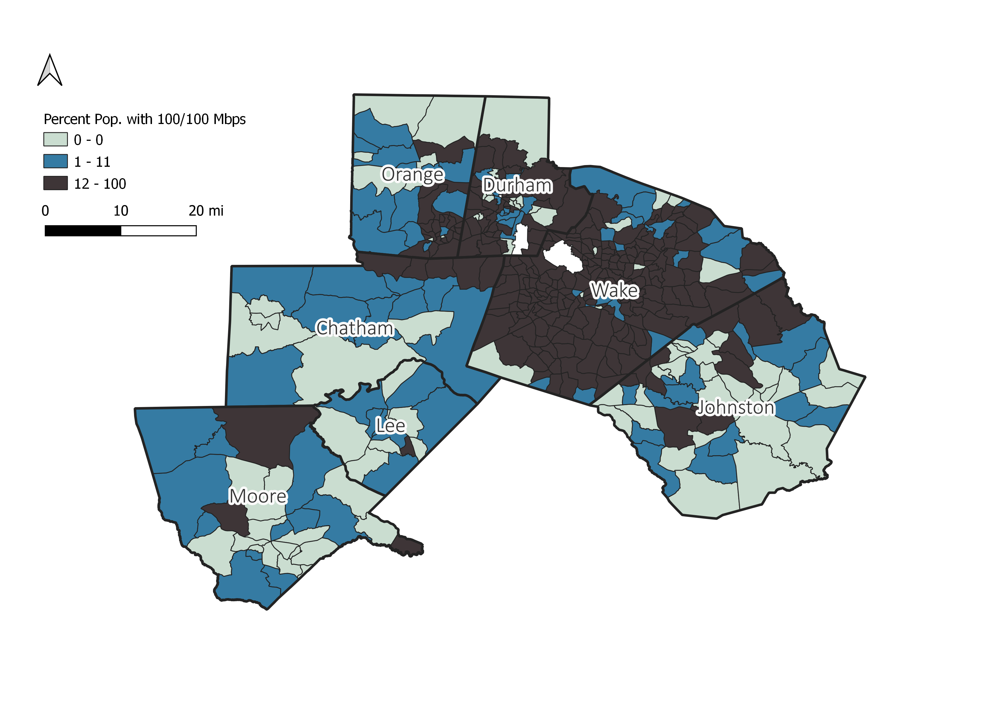 Percent Pop. with 100/100 Mbps
0 - 0
1 - 11
12 - 100
0 10 20 mi
Orange
Durham
Wake
Chatham
Johnston
Lee
Moore